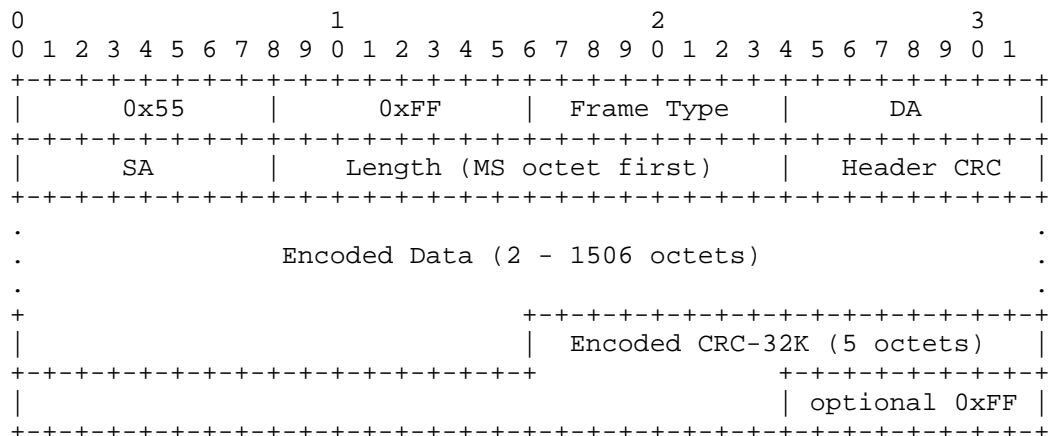 0                   1                   2                   3
0 1 2 3 4 5 6 7 8 9 0 1 2 3 4 5 6 7 8 9 0 1 2 3 4 5 6 7 8 9 0 1
+-+-+-+-+-+-+-+-+-+-+-+-+-+-+-+-+-+-+-+-+-+-+-+-+-+-+-+-+-+-+-+-+
|      0x55     |      0xFF     |  Frame Type   |      DA       |
+-+-+-+-+-+-+-+-+-+-+-+-+-+-+-+-+-+-+-+-+-+-+-+-+-+-+-+-+-+-+-+-+
|      SA       |    Length (MS octet first)    |   Header CRC  |
+-+-+-+-+-+-+-+-+-+-+-+-+-+-+-+-+-+-+-+-+-+-+-+-+-+-+-+-+-+-+-+-+
.                                                               .
.                Encoded Data (2 - 1506 octets)                 .
.                                                               .
+                               +-+-+-+-+-+-+-+-+-+-+-+-+-+-+-+-+
|                               |  Encoded CRC-32K (5 octets)   |
+-+-+-+-+-+-+-+-+-+-+-+-+-+-+-+-+               +-+-+-+-+-+-+-+-+
|                                               | optional 0xFF |
+-+-+-+-+-+-+-+-+-+-+-+-+-+-+-+-+-+-+-+-+-+-+-+-+-+-+-+-+-+-+-+-+